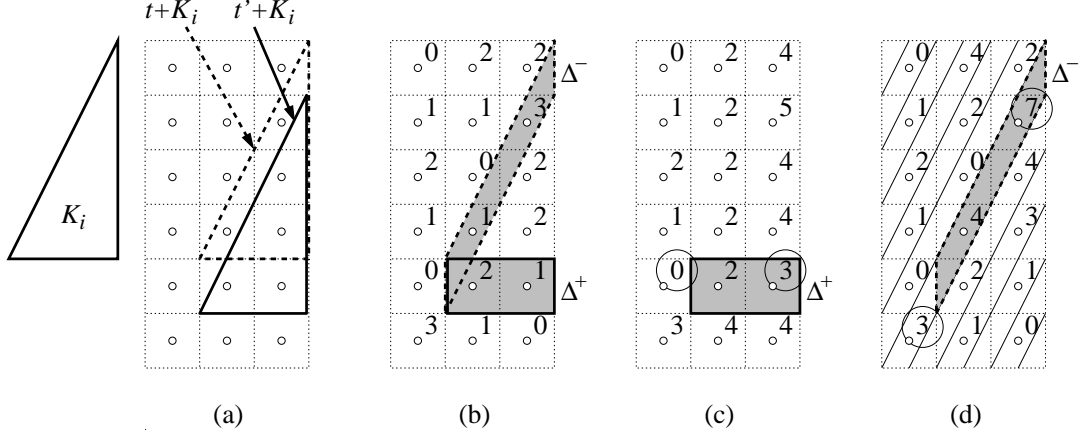 t+K_i t'+K_i
0 2 2 Δ⁻ 0 2 4 0 4 2 Δ⁻
1 1 3 1 2 5 1 2 7
K_i 2 0 2 2 2 4 2 0 4
1 1 2 1 2 4 1 4 3
0 2 1 Δ⁺ 0 2 3 Δ⁺ 0 2 1
3 1 0 3 4 4 3 1 0
(a) (b) (c) (d)